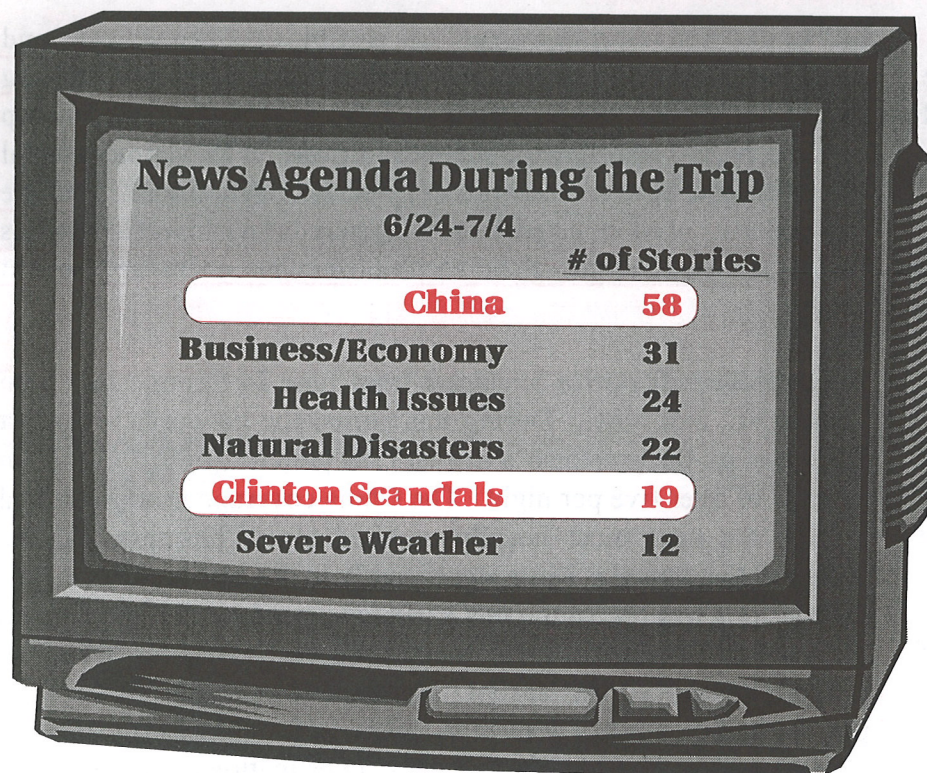 News Agenda During the Trip
6/24-7/4
# of Stories
China 58
Business/Economy 31
Health Issues 24
Natural Disasters 22
Clinton Scandals 19
Severe Weather 12